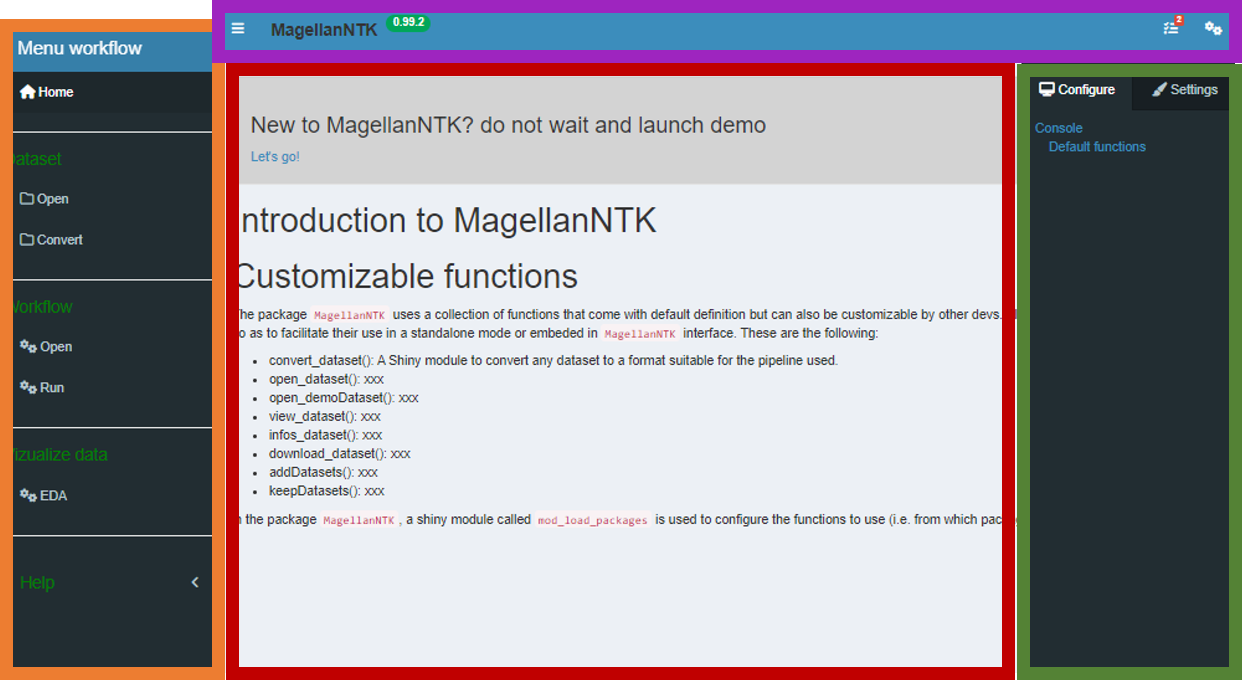 Menu workflow
Home
ataset
Open
Convert
orkflow
Open
Run
izualize data
EDA
Help
MagellanNTK 0.99.2
2
New to MagellanNTK? do not wait and launch demo
Let's go!
ntroduction to MagellanNTK
Customizable functions
he package MagellanNTK uses a collection of functions that come with default definition but can also be customizable by other devs.
o as to facilitate their use in a standalone mode or embeded in MagellanNTK interface. These are the following:
• convert_dataset(): A Shiny module to convert any dataset to a format suitable for the pipeline used.
• open_dataset(): xxx
• open_demoDataset(): xxx
• view_dataset(): xxx
• infos_dataset(): xxx
• download_dataset(): xxx
• addDatasets(): xxx
• keepDatasets(): xxx
n the package MagellanNTK, a shiny module called mod_load_packages is used to configure the functions to use (i.e. from which pac
Configure
Settings
Console
Default functions